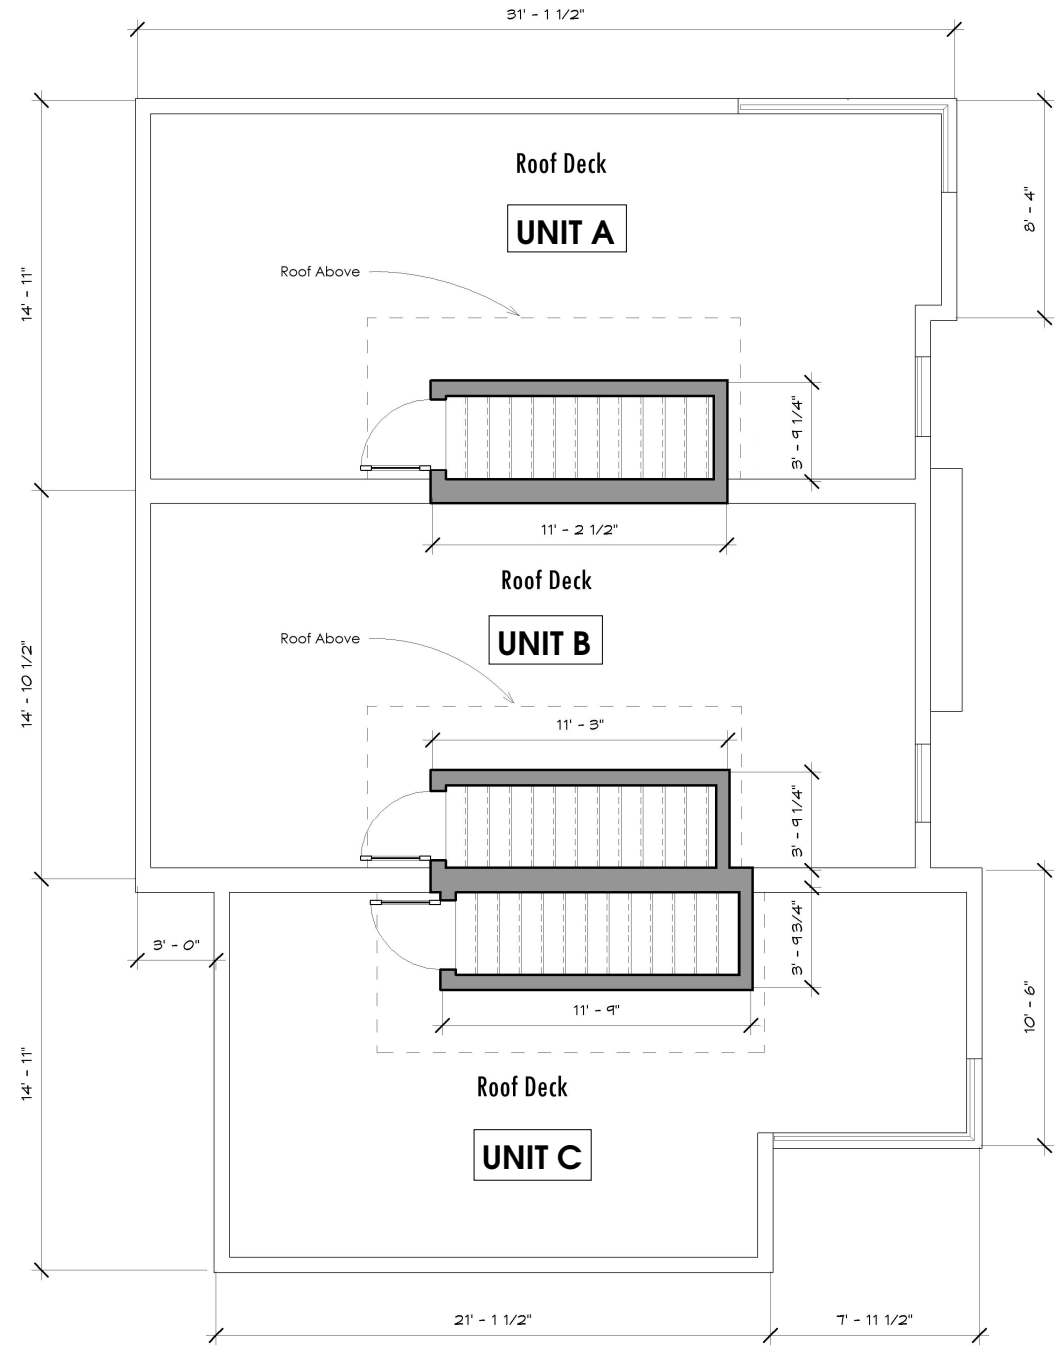 31' - 1 1/2"
Roof Deck
UNIT A
8' - 4"
Roof Above
14' - 11"
3' - 9 1/4"
11' - 2 1/2"
Roof Deck
UNIT B
Roof Above
14' - 10 1/2"
11' - 3"
3' - 9 1/4"
3' - 9 3/4"
3' - 0"
11' - 9"
10' - 6"
14' - 11"
Roof Deck
UNIT C
21' - 1 1/2"
7' - 11 1/2"